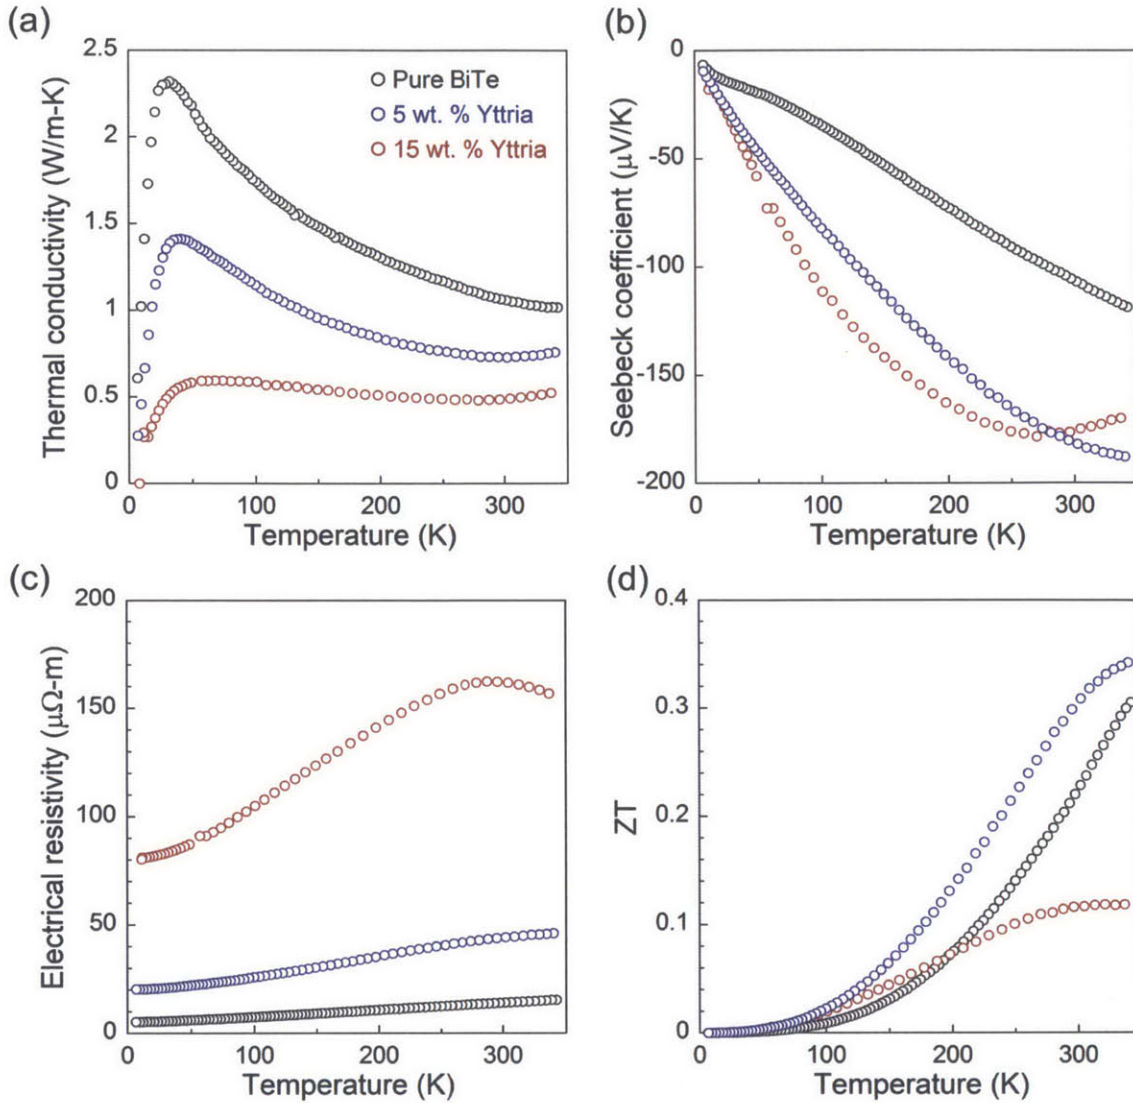 (a)
Thermal conductivity (W/m-K)
2.5
2
1.5
1
0.5
0
100
200
300
Temperature (K)
Pure BiTe
5 wt. % Yttria
15 wt. % Yttria
(b)
Seebeck coefficient (μV/K)
0
-50
-100
-150
-200
0
100
200
300
Temperature (K)
(c)
Electrical resistivity (μΩ-m)
200
150
100
50
0
0
100
200
300
Temperature (K)
(d)
ZT
0.4
0.3
0.2
0.1
0
0
100
200
300
Temperature (K)